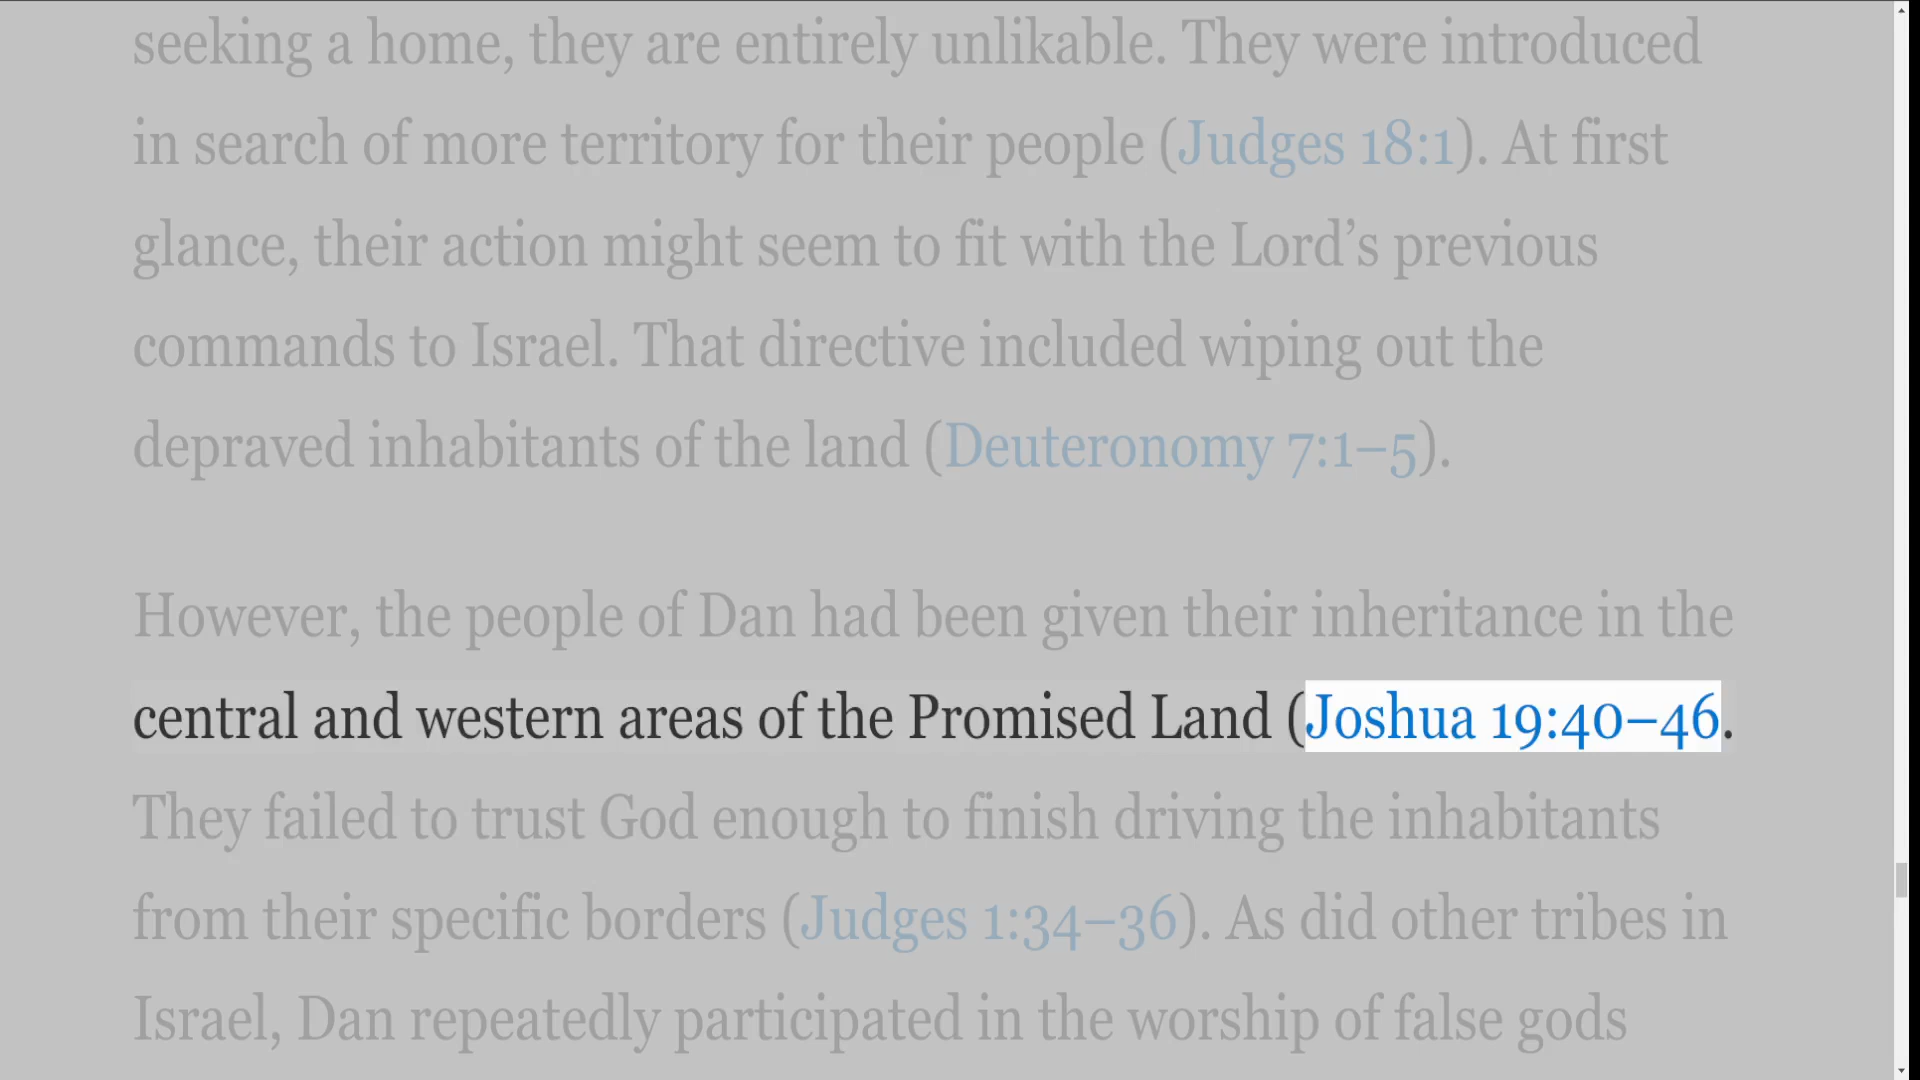 seeking a home, they are entirely unlikable. They were introduced
in search of more territory for their people (Judges 18:1). At first
glance, their action might seem to fit with the Lord’s previous
commands to Israel. That directive included wiping out the
depraved inhabitants of the land (Deuteronomy 7:1–5).
However, the people of Dan had been given their inheritance in the
central and western areas of the Promised Land (Joshua 19:40–46.
They failed to trust God enough to finish driving the inhabitants
from their specific borders (Judges 1:34–36). As did other tribes in
Israel, Dan repeatedly participated in the worship of false gods